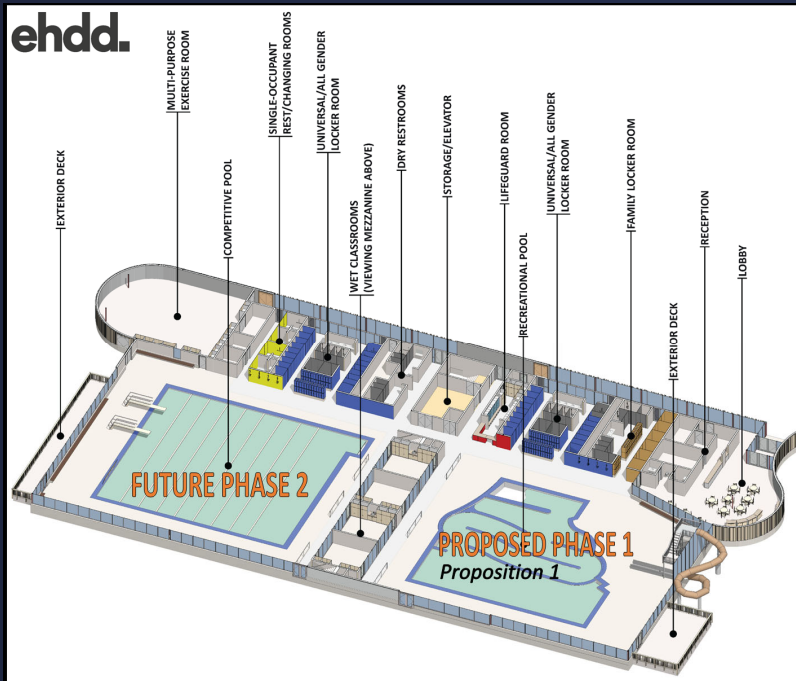 ehdd.
EXTERIOR DECK
MULTI-PURPOSE
EXERCISE ROOM
COMPETITIVE POOL
SINGLE-OCCUPANT
REST/CHANGING ROOMS
UNIVERSAL/ALL GENDER
LOCKER ROOM
WET CLASSROOMS
(VIEWING MEZZANINE ABOVE)
DRY RESTROOMS
STORAGE/ELEVATOR
LIFEGUARD ROOM
RECREATIONAL POOL
UNIVERSAL/ALL GENDER
LOCKER ROOM
FAMILY LOCKER ROOM
EXTERIOR DECK
RECEPTION
LOBBY
FUTURE PHASE 2
PROPOSED PHASE 1
Proposition 1